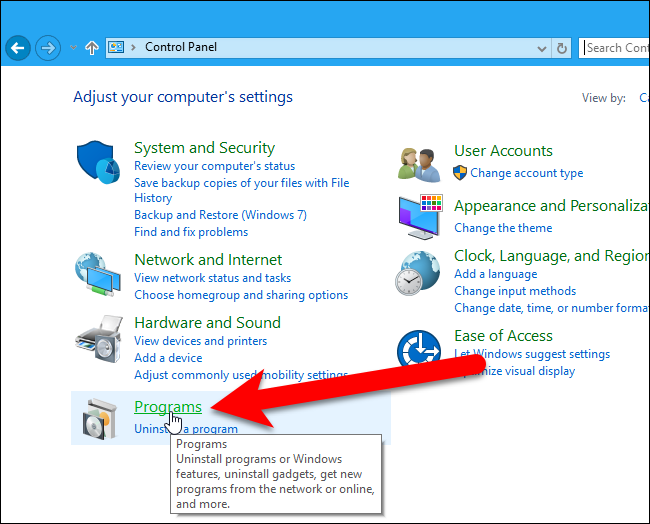 Control Panel
Search Cont
Adjust your computer's settings
View by:
System and Security
Review your computer's status
Save backup copies of your files with File
History
Backup and Restore (Windows 7)
Find and fix problems
Network and Internet
View network status and tasks
Choose homegroup and sharing options
Hardware and Sound
View devices and printers
Add a device
Adjust commonly used mobility settings
Programs
Uninstall a program
Programs
Uninstall programs or Windows
features, uninstall gadgets, get new
programs from the network or online,
and more.
User Accounts
Change account type
Appearance and Personaliza
Change the theme
Clock, Language, and Region
Add a language
Change input methods
Change date, time, or number forma
Ease of Access
Let Windows suggest settings
Optimize visual display